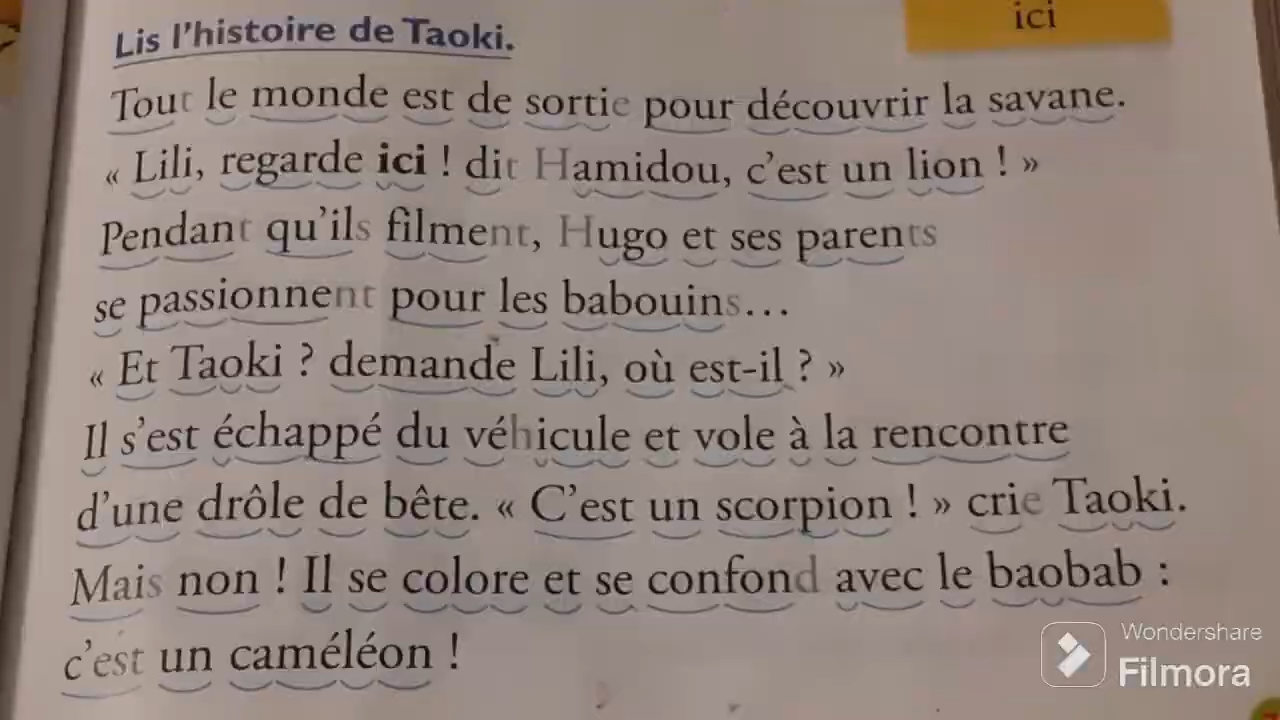 ici
Lis l'histoire de Taoki.
Tout le monde est de sortie pour découvrir la savane.
« Lili, regarde ici ! dit Hamidou, c'est un lion ! »
Pendant qu'ils filment, Hugo et ses parents
se passionnent pour les babouins...
« Et Taoki ? demande Lili, où est-il ? »
Il s'est échappé du véhicule et vole à la rencontre
d'une drôle de bête. « C'est un scorpion ! » crie Taoki.
Mais non ! Il se colore et se confond avec le baobab :
c'est un caméléon !
Wondershare
Filmora